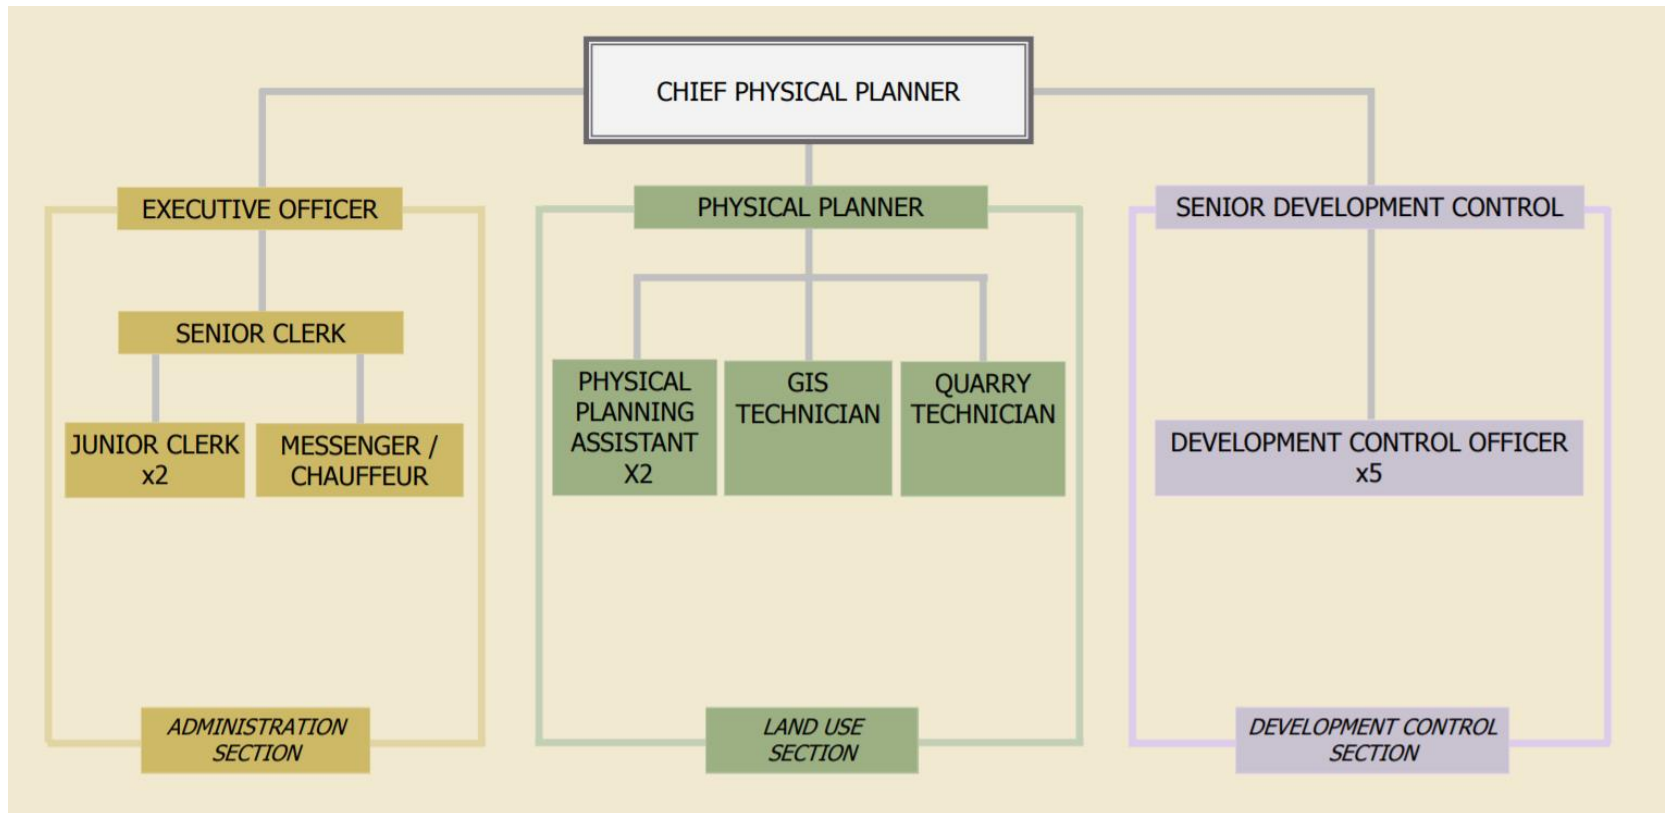 CHIEF PHYSICAL PLANNER
EXECUTIVE OFFICER
SENIOR CLERK
JUNIOR CLERK
x2
MESSENGER /
CHAUFFEUR
ADMINISTRATION
SECTION
PHYSICAL PLANNER
PHYSICAL
PLANNING
ASSISTANT
X2
GIS
TECHNICIAN
QUARRY
TECHNICIAN
LAND USE
SECTION
SENIOR DEVELOPMENT CONTROL
DEVELOPMENT CONTROL OFFICER
x5
DEVELOPMENT CONTROL
SECTION